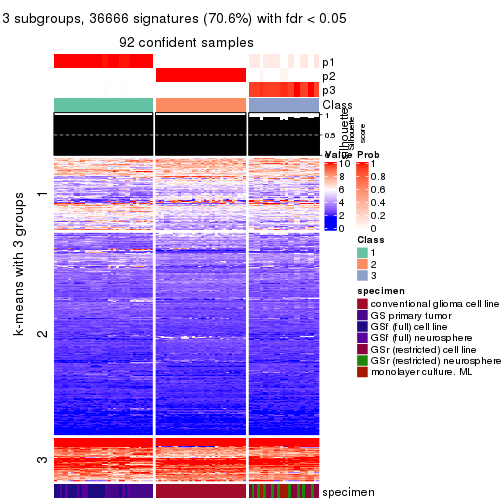 3 subgroups, 36666 signatures (70.6%) with fdr < 0.05
92 confident samples
p1
p2
p3
Class
1
0.5
0
Silhouette
Silhouette
score
k-means with 3 groups
1
2
3
Value
10
8
6
4
2
0
Prob
1
0.8
0.6
0.4
0.2
0
Class
1
2
3
specimen
conventional glioma cell line
GS primary tumor
GSf (full) cell line
GSf (full) neurosphere
GSr (restricted) cell line
GSr (restricted) neurosphere
monolayer culture. ML
specimen